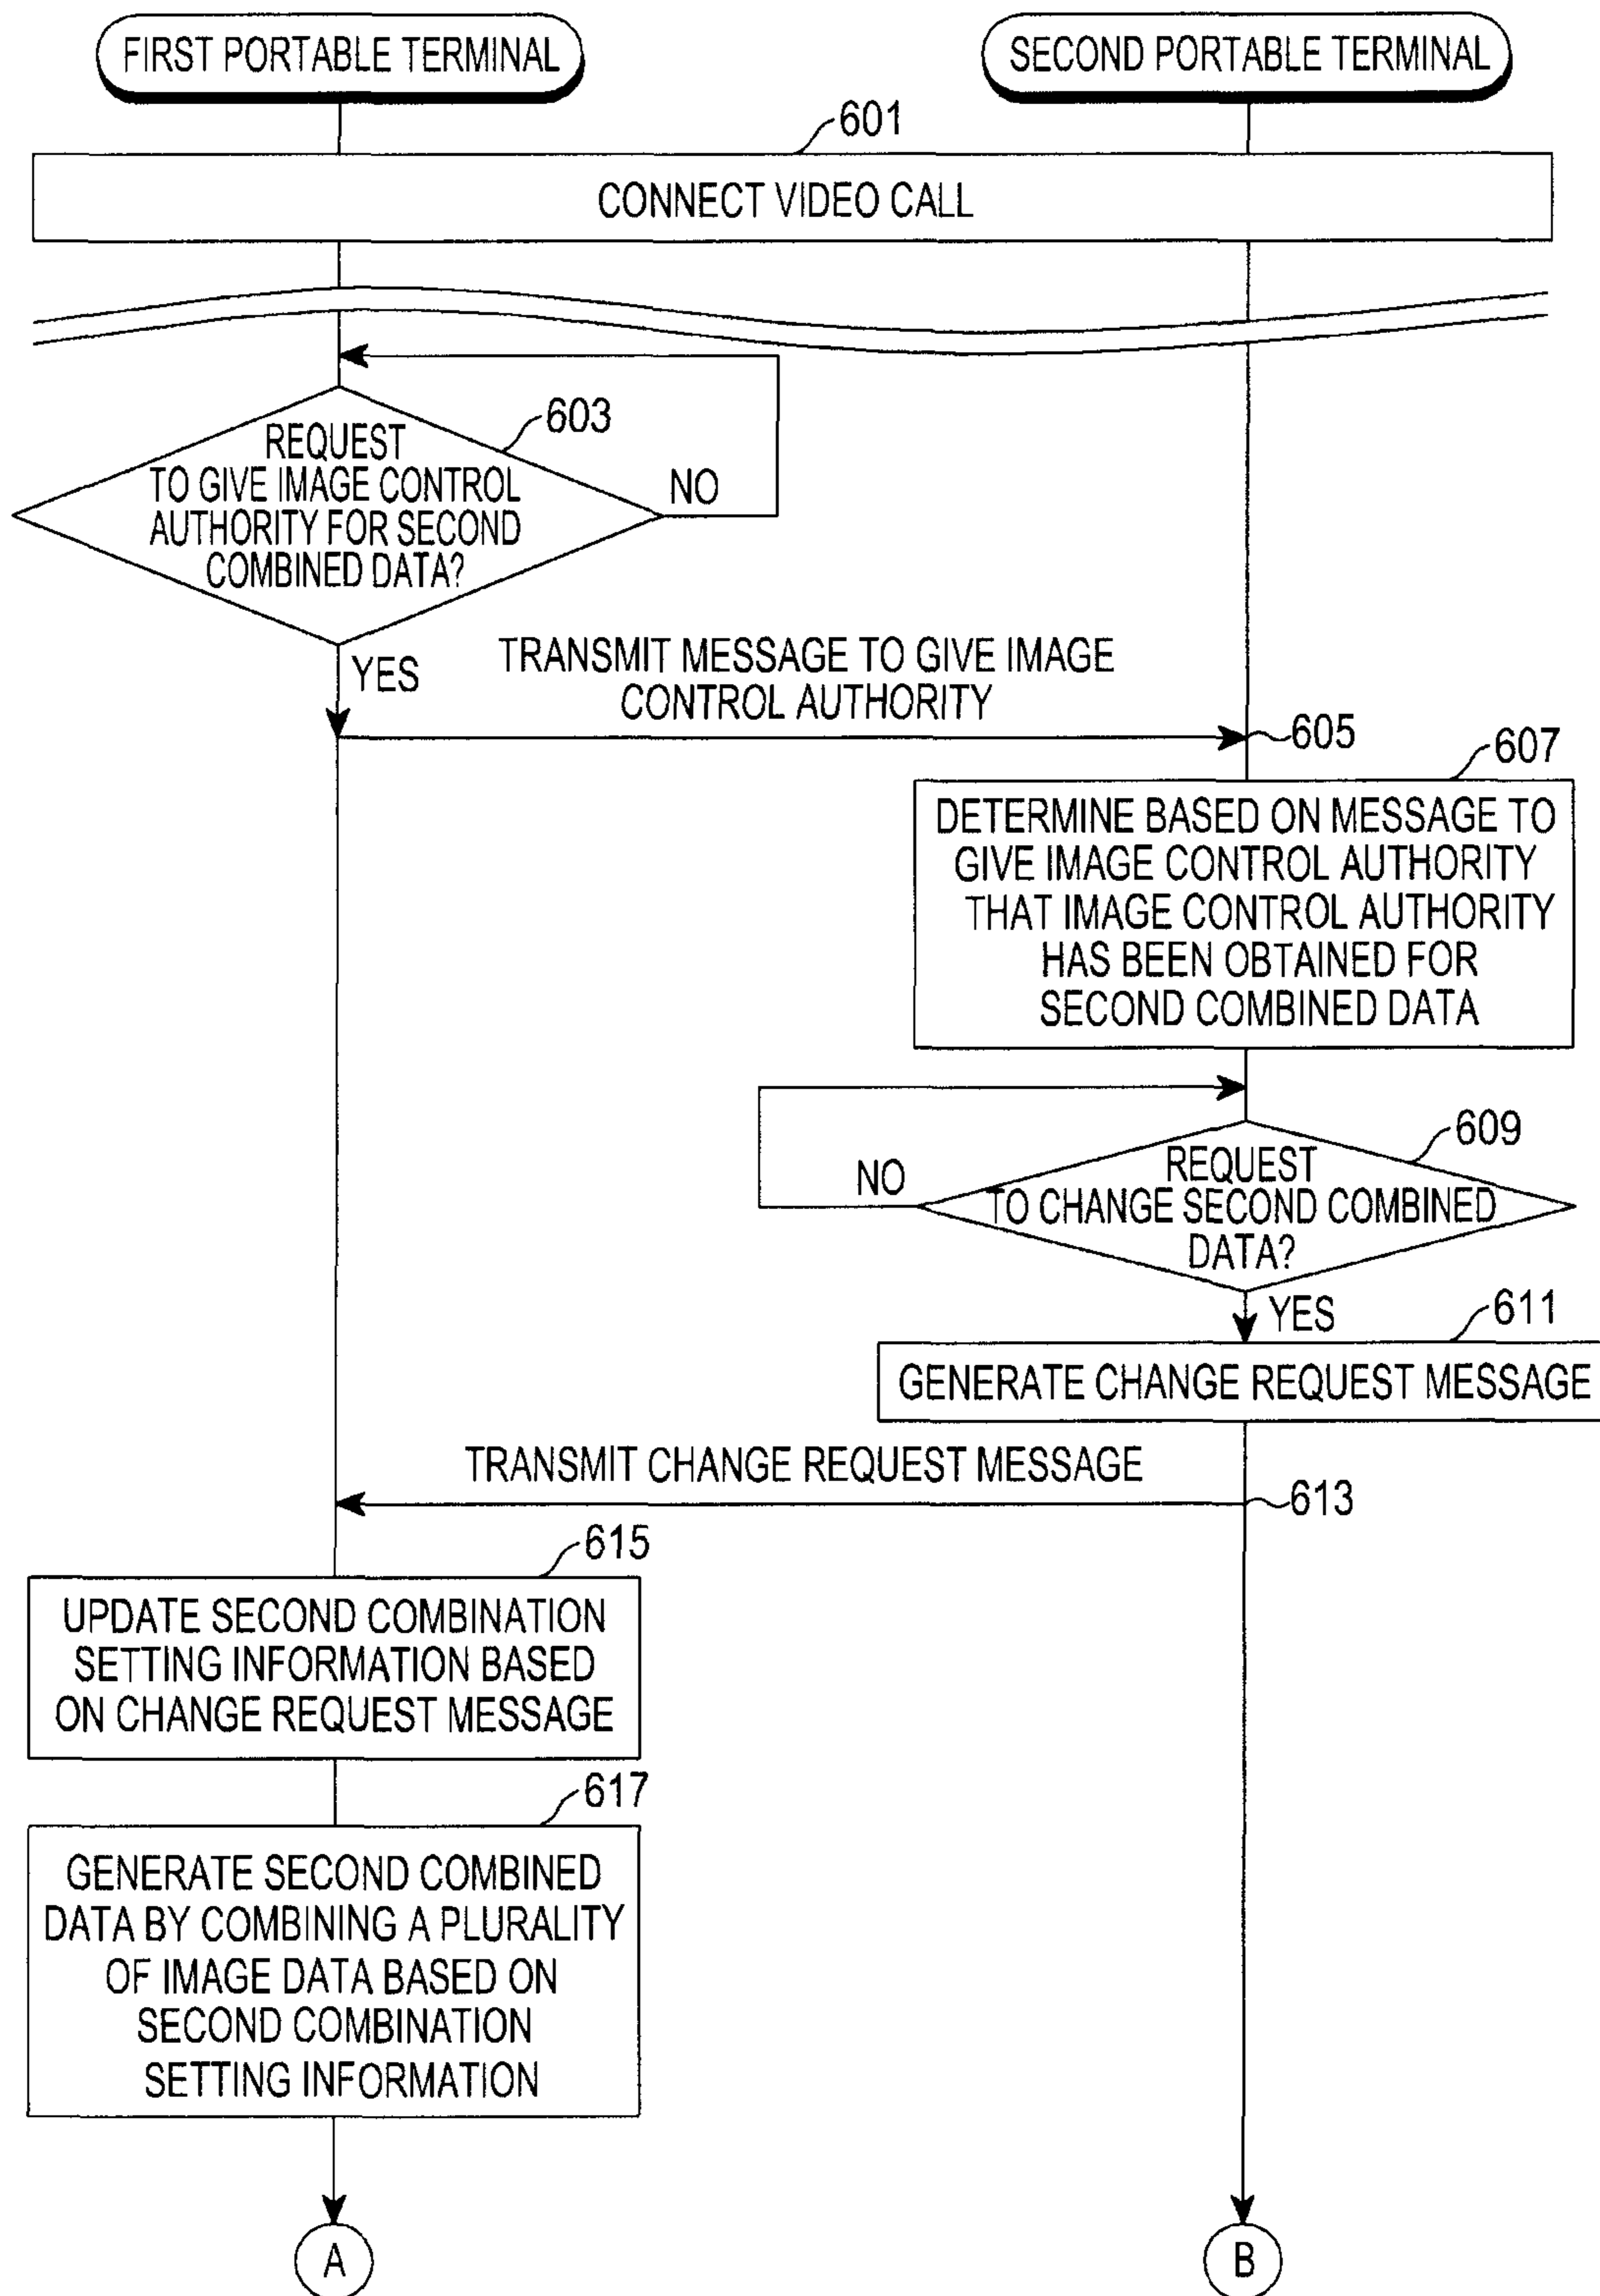 FIRST PORTABLE TERMINAL
SECOND PORTABLE TERMINAL
601
CONNECT VIDEO CALL
603
REQUEST
TO GIVE IMAGE CONTROL
AUTHORITY FOR SECOND
COMBINED DATA?
NO
YES
TRANSMIT MESSAGE TO GIVE IMAGE
CONTROL AUTHORITY
605
607
DETERMINE BASED ON MESSAGE TO
GIVE IMAGE CONTROL AUTHORITY
THAT IMAGE CONTROL AUTHORITY
HAS BEEN OBTAINED FOR
SECOND COMBINED DATA
609
REQUEST
TO CHANGE SECOND COMBINED
DATA?
NO
YES
611
GENERATE CHANGE REQUEST MESSAGE
TRANSMIT CHANGE REQUEST MESSAGE
613
615
UPDATE SECOND COMBINATION
SETTING INFORMATION BASED
ON CHANGE REQUEST MESSAGE
617
GENERATE SECOND COMBINED
DATA BY COMBINING A PLURALITY
OF IMAGE DATA BASED ON
SECOND COMBINATION
SETTING INFORMATION
A
B